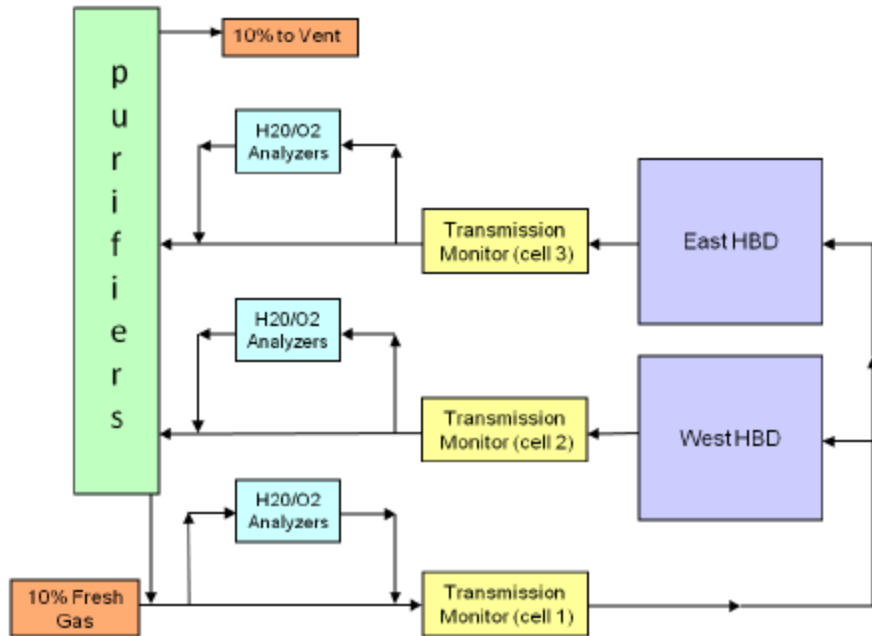 10% to Vent
purifiers
H20/O2
Analyzers
Transmission
Monitor (cell 3)
East HBD
H20/O2
Analyzers
Transmission
Monitor (cell 2)
West HBD
H20/O2
Analyzers
10% Fresh
Gas
Transmission
Monitor (cell 1)